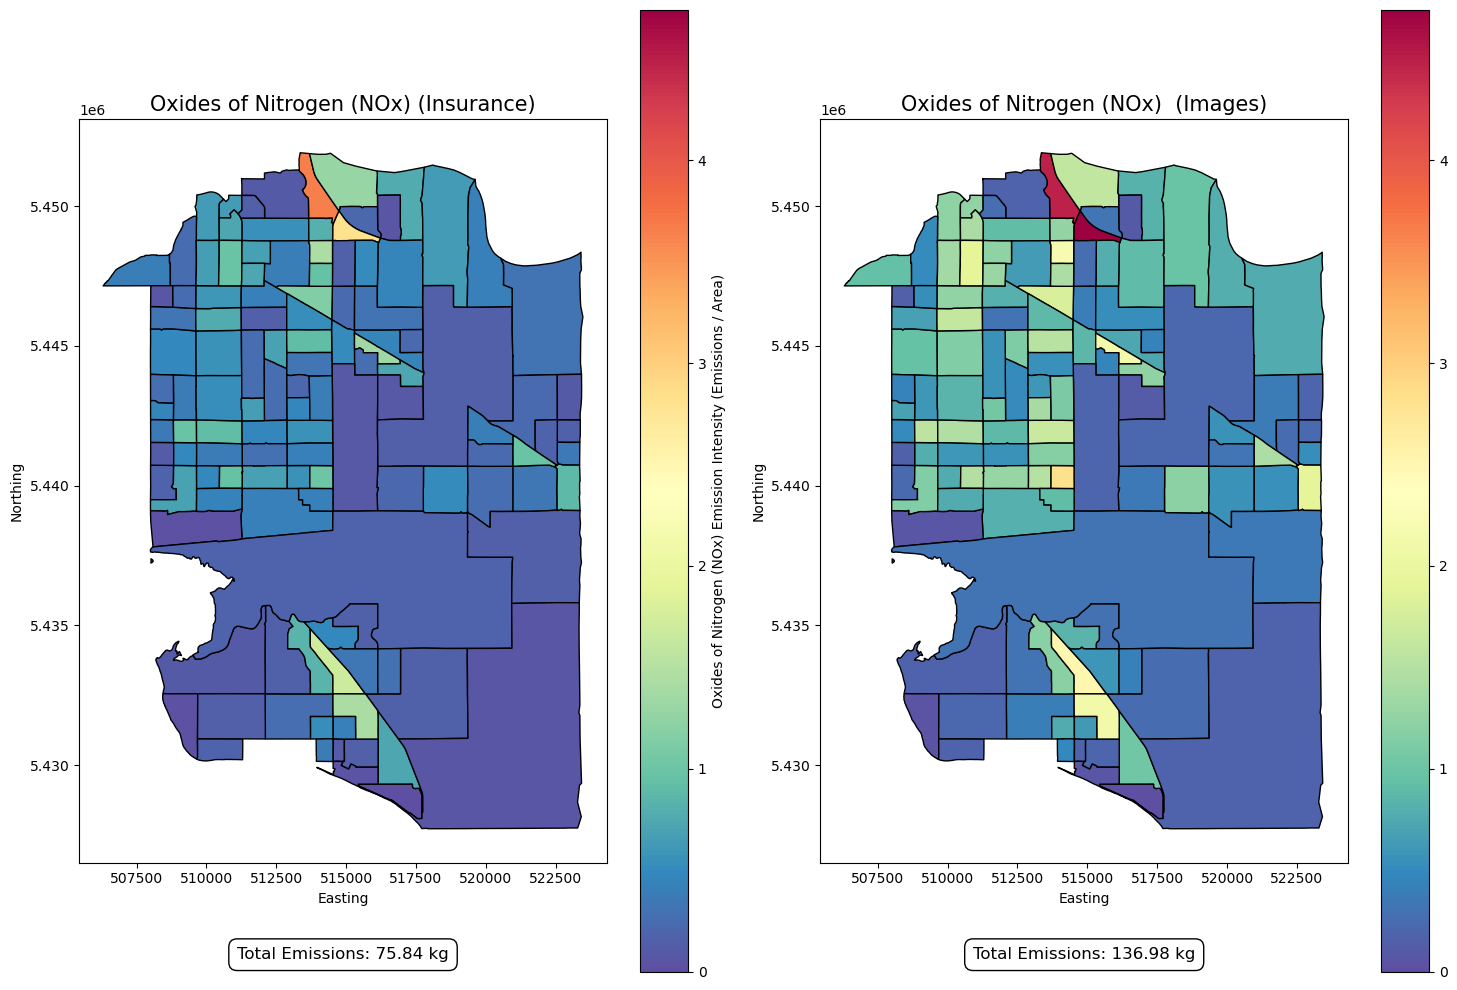 Oxides of Nitrogen (NOx) (Insurance)
1e6
5.450
5.445
5.440
5.435
5.430
Northing
507500 510000 512500 515000 517500 520000 522500
Easting
Total Emissions: 75.84 kg
4
3
2
1
0
Oxides of Nitrogen (NOx) Emission Intensity (Emissions / Area)
Oxides of Nitrogen (NOx)  (Images)
1e6
5.450
5.445
5.440
5.435
5.430
Northing
507500 510000 512500 515000 517500 520000 522500
Easting
Total Emissions: 136.98 kg
4
3
2
1
0